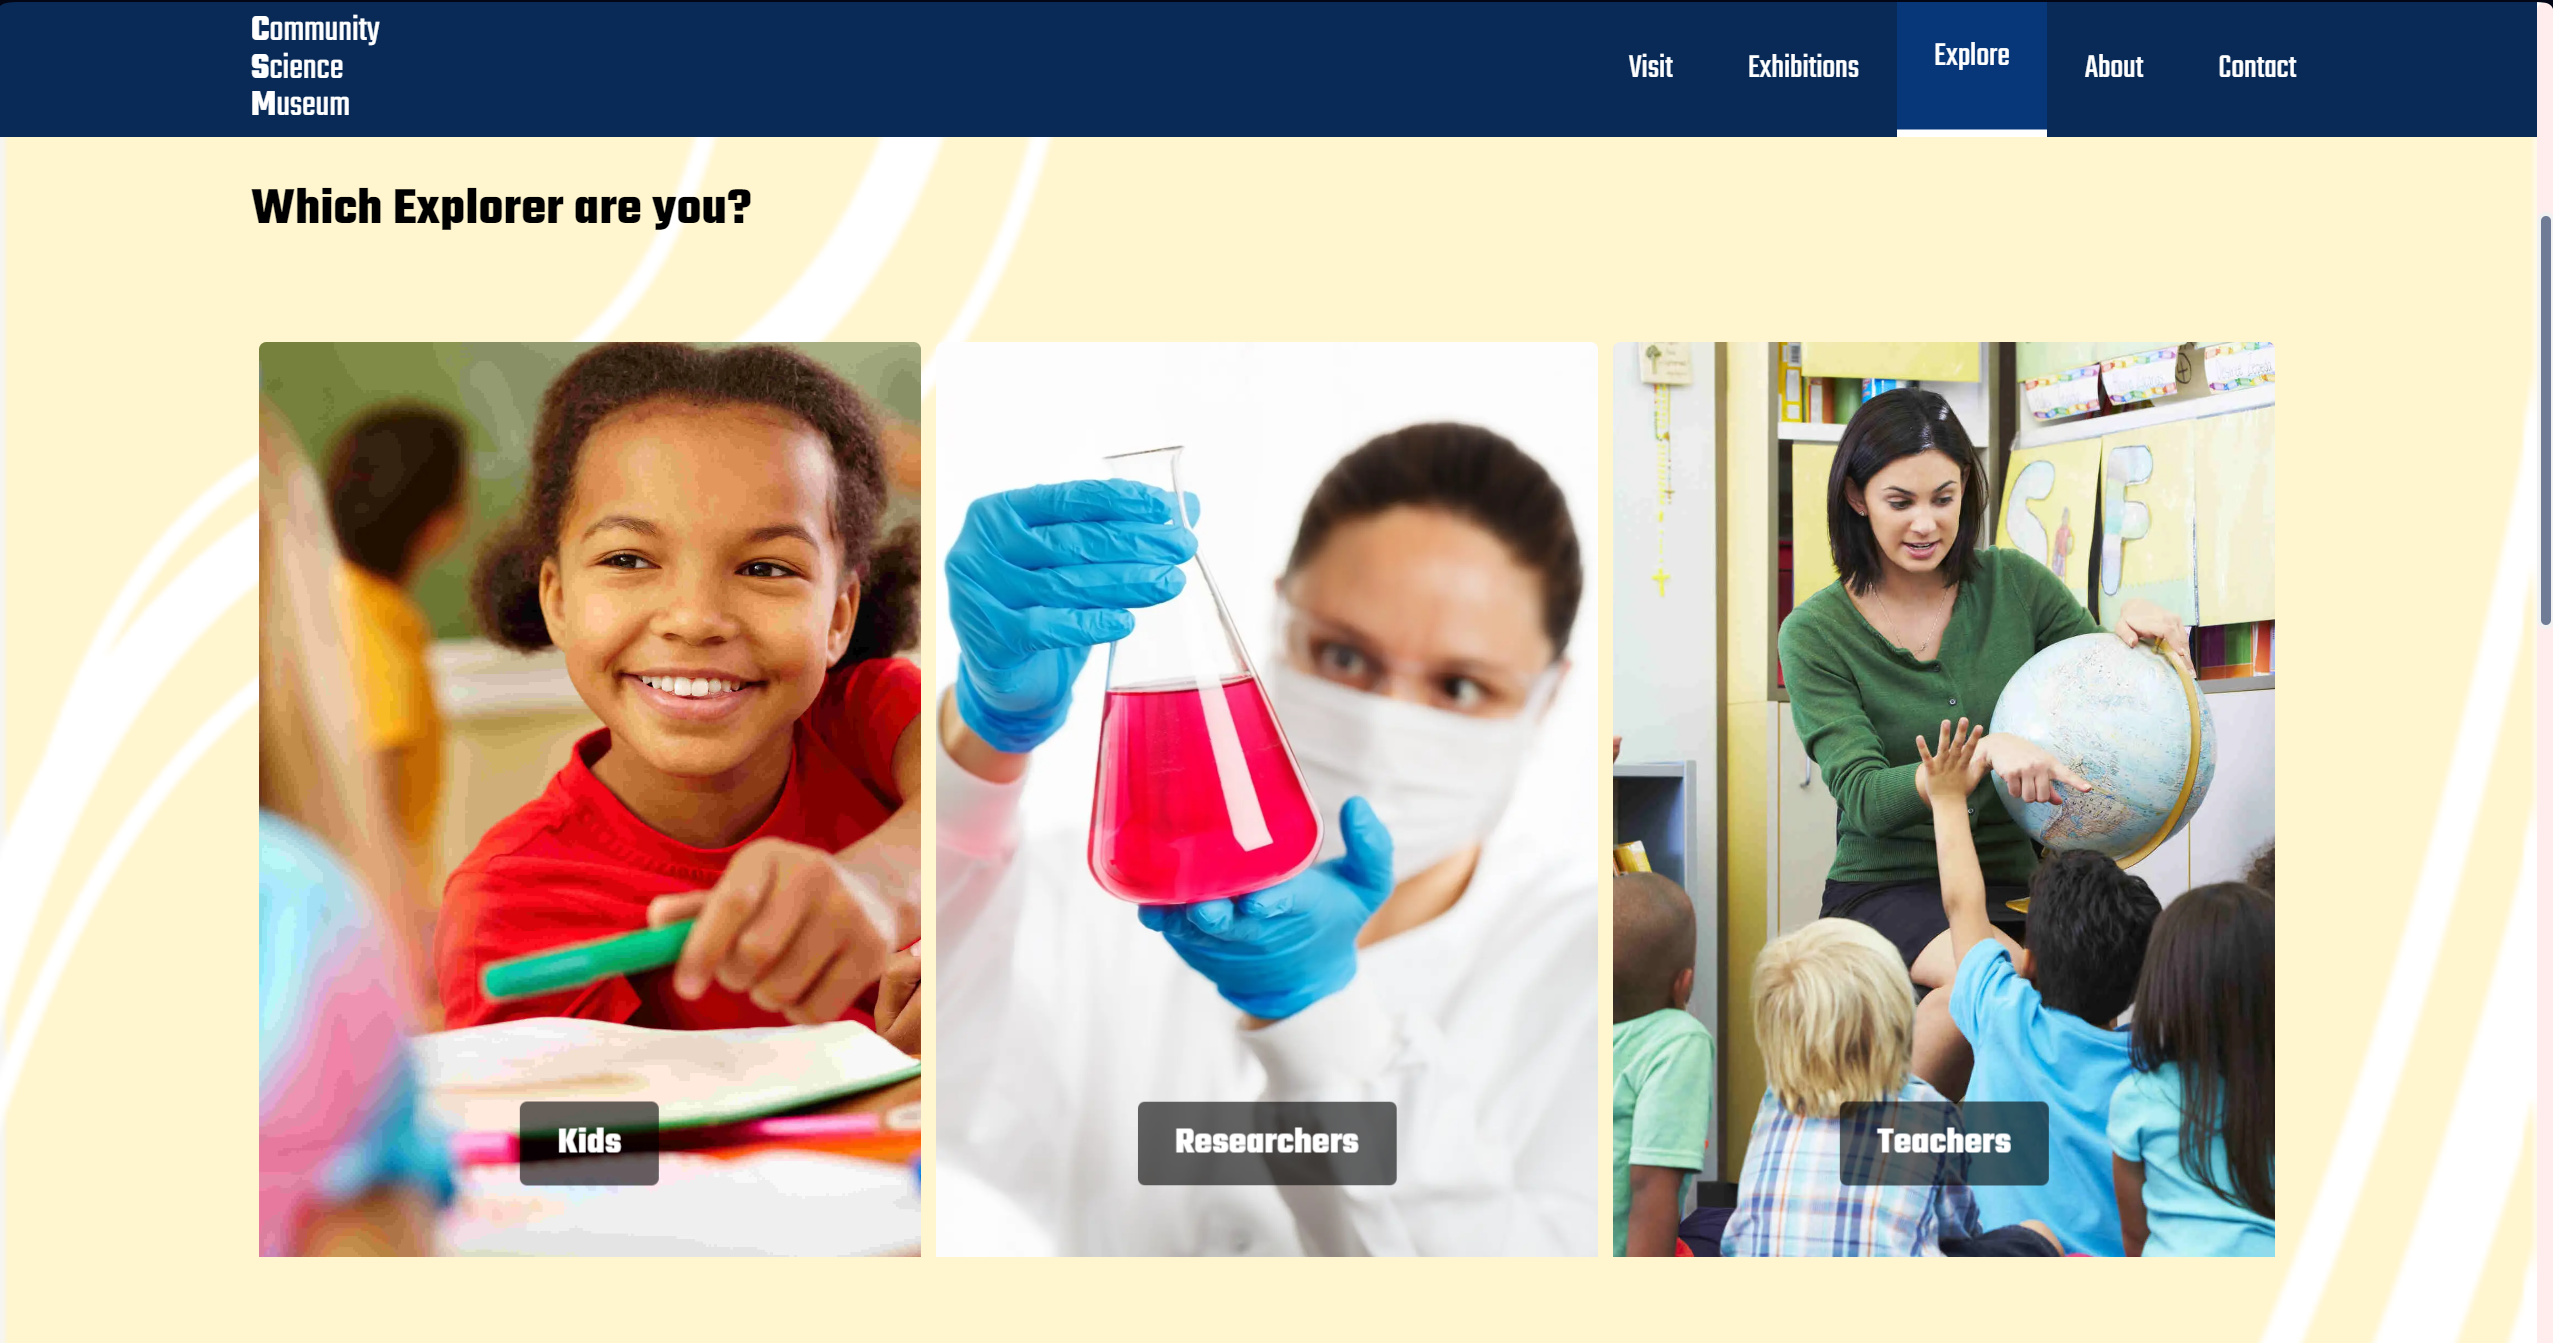 Community
Science
Museum
Visit
Exhibitions
Explore
About
Contact
Which Explorer are you?
S F
Kids
Researchers
Teachers